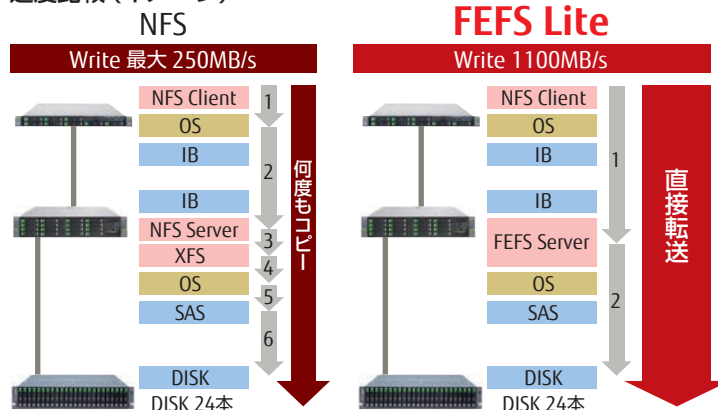 NFS
Write 最大 250MB/s
NFS Client
OS
IB
IB
NFS Server
XFS
OS
SAS
DISK
DISK 24本
1
2
3
4
5
6
何度もコピー
FEFS Lite
Write 1100MB/s
NFS Client
OS
IB
IB
FEFS Server
OS
SAS
DISK
DISK 24本
1
2
直接転送